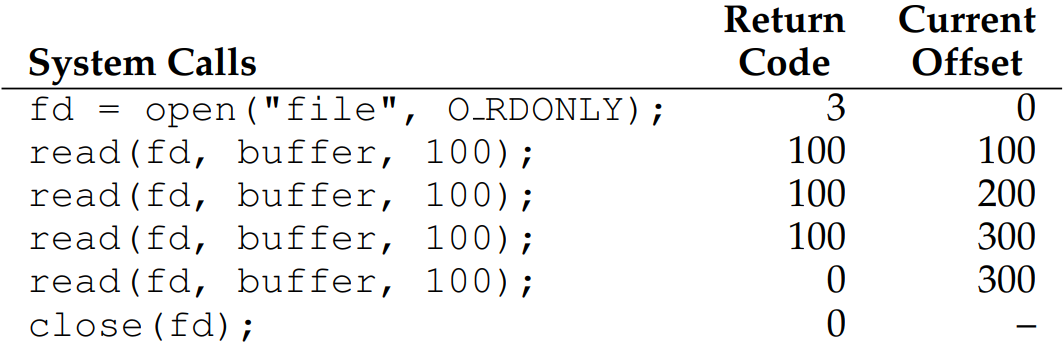 Return Current
System Calls Code Offset
fd = open("file", O_RDONLY); 3 0
read(fd, buffer, 100); 100 100
read(fd, buffer, 100); 100 200
read(fd, buffer, 100); 100 300
read(fd, buffer, 100); 0 300
close(fd); 0 –